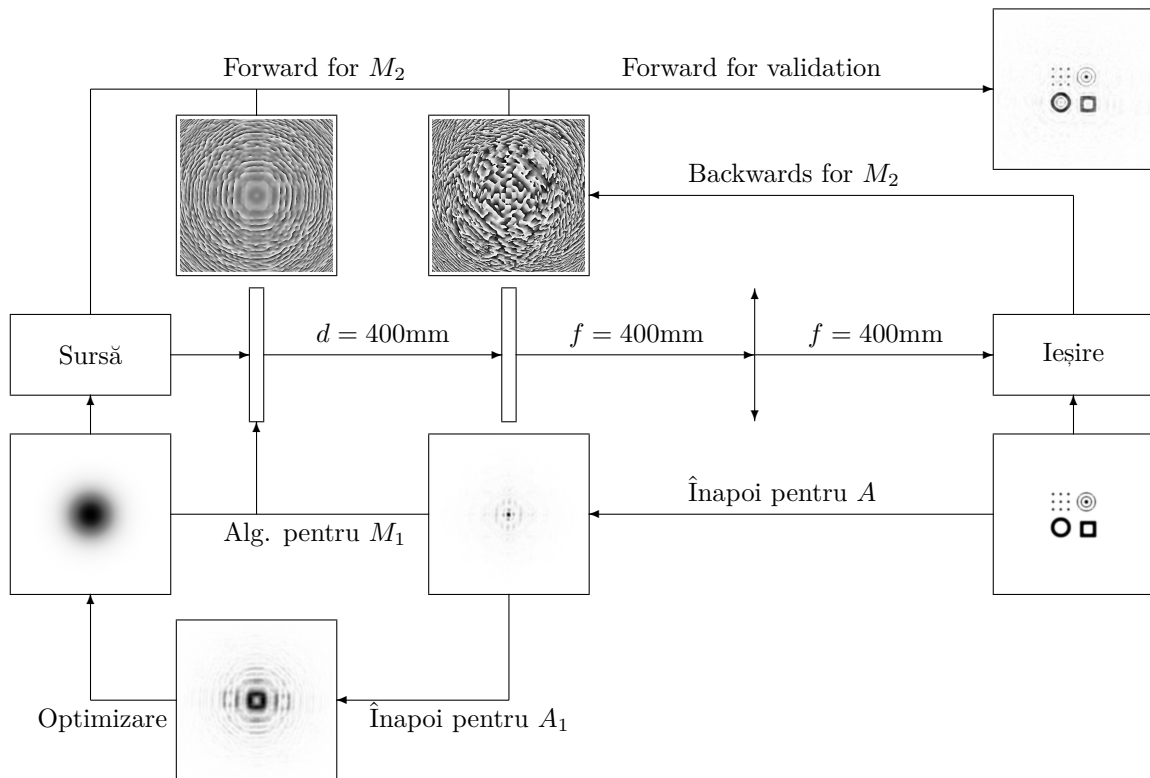 Forward for M₂
Forward for validation
Backwards for M₂
Sursă
d = 400mm
f = 400mm
f = 400mm
Ieșire
Înapoi pentru A
Alg. pentru M₁
Optimizare
Înapoi pentru A₁